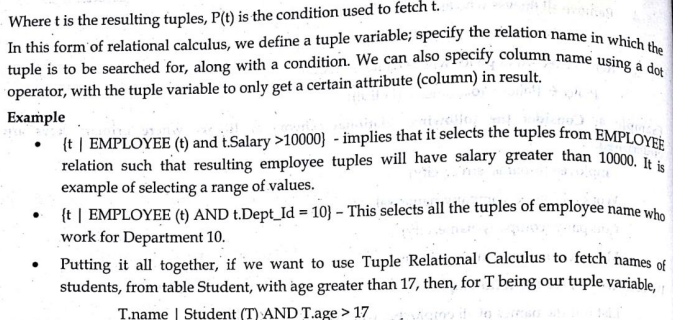 Where t is the resulting tuples, P(t) is the condition used to fetch t.
In this form of relational calculus, we define a tuple variable; specify the relation name in which the
tuple is to be searched for, along with a condition. We can also specify column name using a dot
operator, with the tuple variable to only get a certain attribute (column) in result.
Example
• {t | EMPLOYEE (t) and t.Salary >10000} - implies that it selects the tuples from EMPLOYEE
relation such that resulting employee tuples will have salary greater than 10000. It is
example of selecting a range of values.
• {t | EMPLOYEE (t) AND t.Dept_Id = 10} – This selects all the tuples of employee name who
work for Department 10.
• Putting it all together, if we want to use Tuple Relational Calculus to fetch names of
students, from table Student, with age greater than 17, then, for T being our tuple variable,
T.name | Student (T) AND T.age > 17